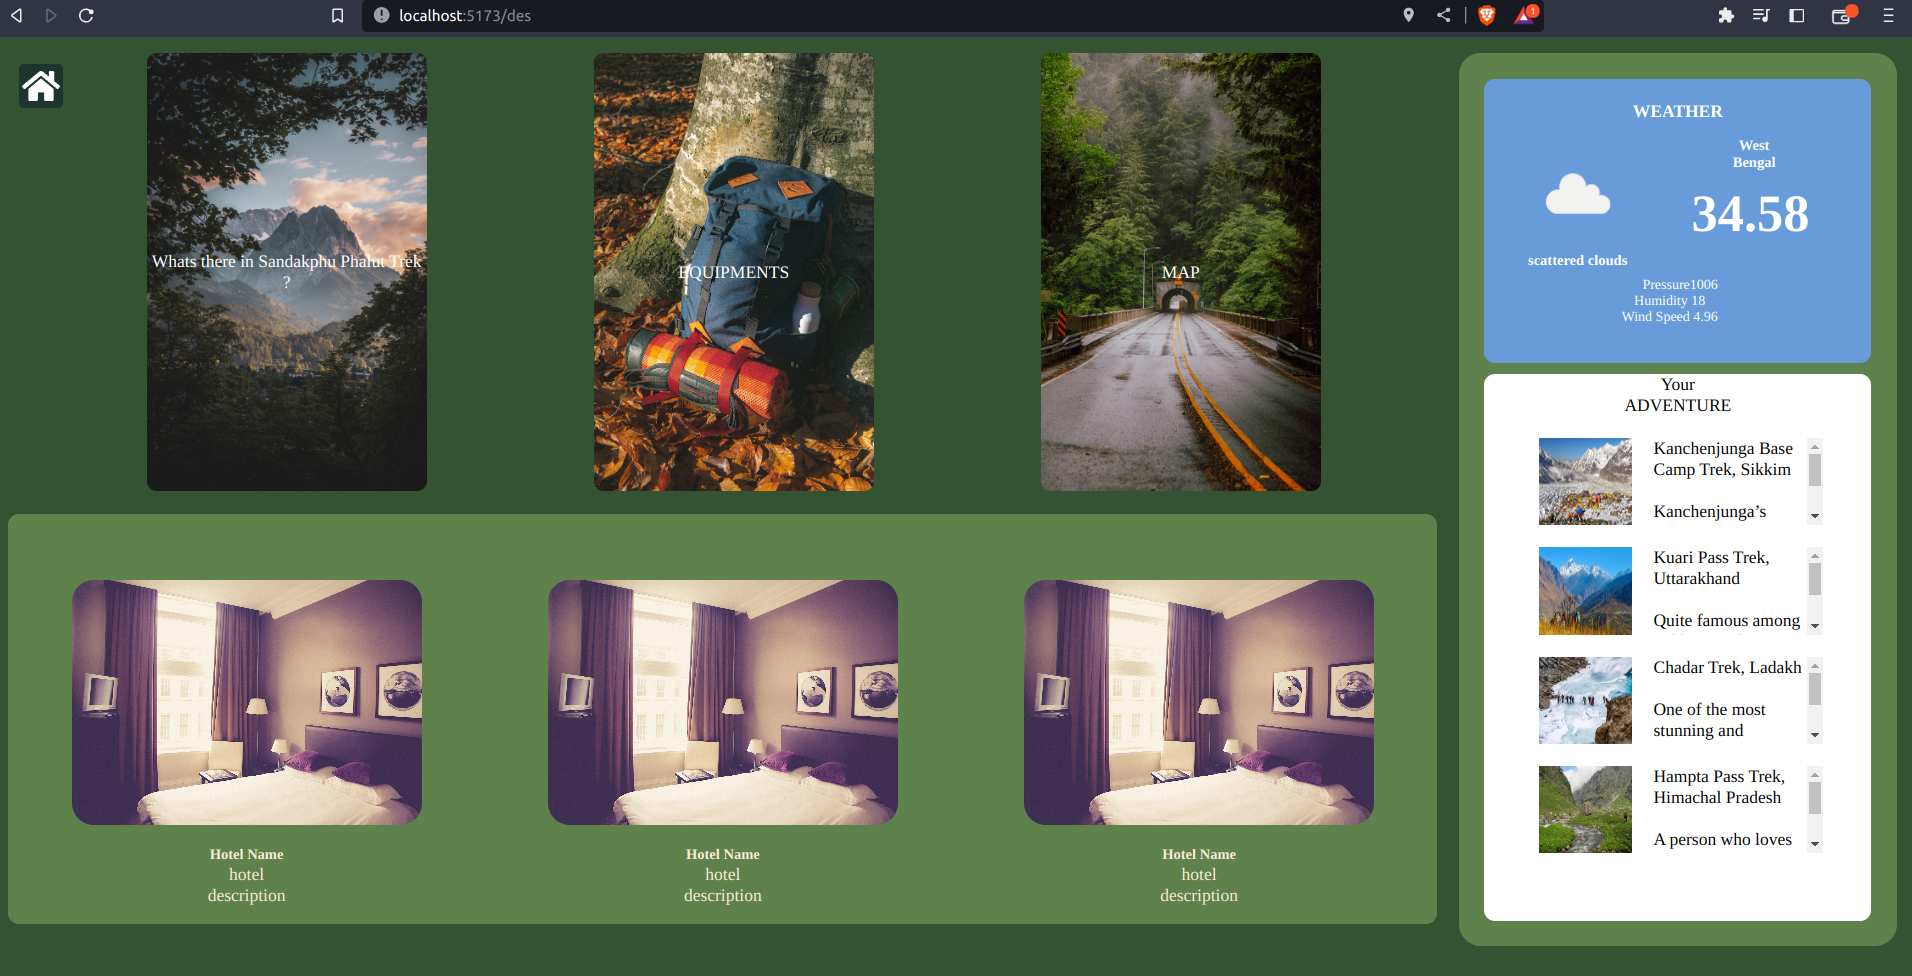 localhost:5173/des
1
Whats there in Sandakphu Phalut Trek
?
EQUIPMENTS
MAP
WEATHER
West
Bengal
34.58
scattered clouds
Pressure1006
Humidity 18
Wind Speed 4.96
Your
ADVENTURE
Kanchenjunga Base
Camp Trek, Sikkim
Kanchenjunga’s
Kuari Pass Trek,
Uttarakhand
Quite famous among
Chadar Trek, Ladakh
One of the most
stunning and
Hampta Pass Trek,
Himachal Pradesh
A person who loves
Hotel Name
hotel
description
Hotel Name
hotel
description
Hotel Name
hotel
description